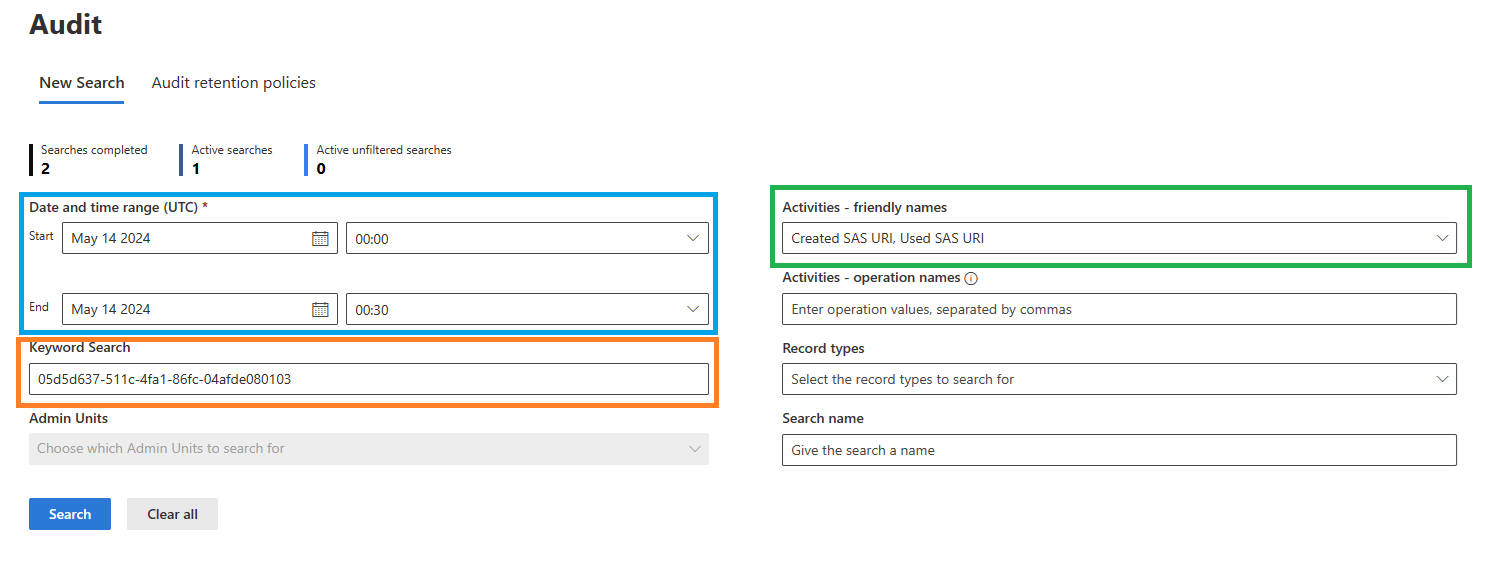 Audit
New Search Audit retention policies
Searches completed Active searches Active unfiltered searches
2 1 0
Date and time range (UTC) *
Start May 14 2024 00:00
End May 14 2024 00:30
Keyword Search
05d5d637-511c-4fa1-86fc-04afde080103
Admin Units
Choose which Admin Units to search for
Search Clear all
Activities - friendly names
Created SAS URI, Used SAS URI
Activities - operation names
Enter operation values, separated by commas
Record types
Select the record types to search for
Search name
Give the search a name